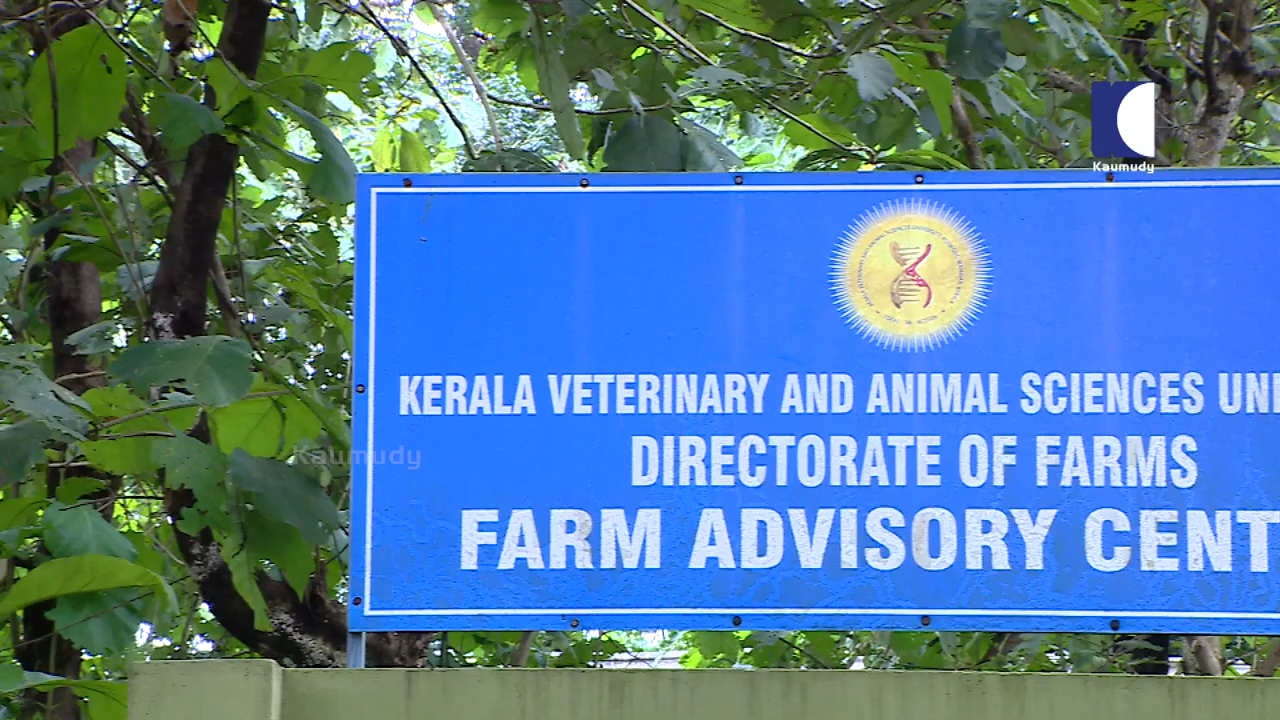 Kaumudy
KERALA VETERINARY AND ANIMAL SCIENCES UNI
DIRECTORATE OF FARMS
Kaumudy
FARM ADVISORY CENT